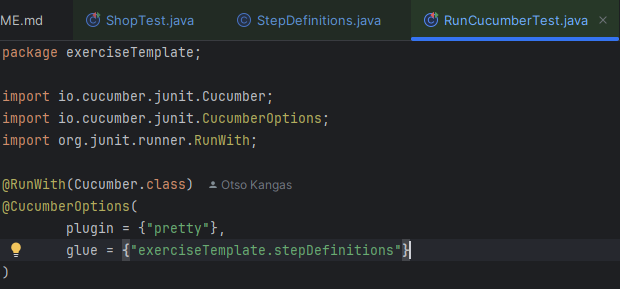 ME.md ShopTest.java StepDefinitions.java RunCucumberTest.java ×
package exerciseTemplate;
import io.cucumber.junit.Cucumber;
import io.cucumber.junit.CucumberOptions;
import org.junit.runner.RunWith;
@RunWith(Cucumber.class) Otso Kangas
@CucumberOptions(
plugin = {"pretty"},
glue = {"exerciseTemplate.stepDefinitions"}
)